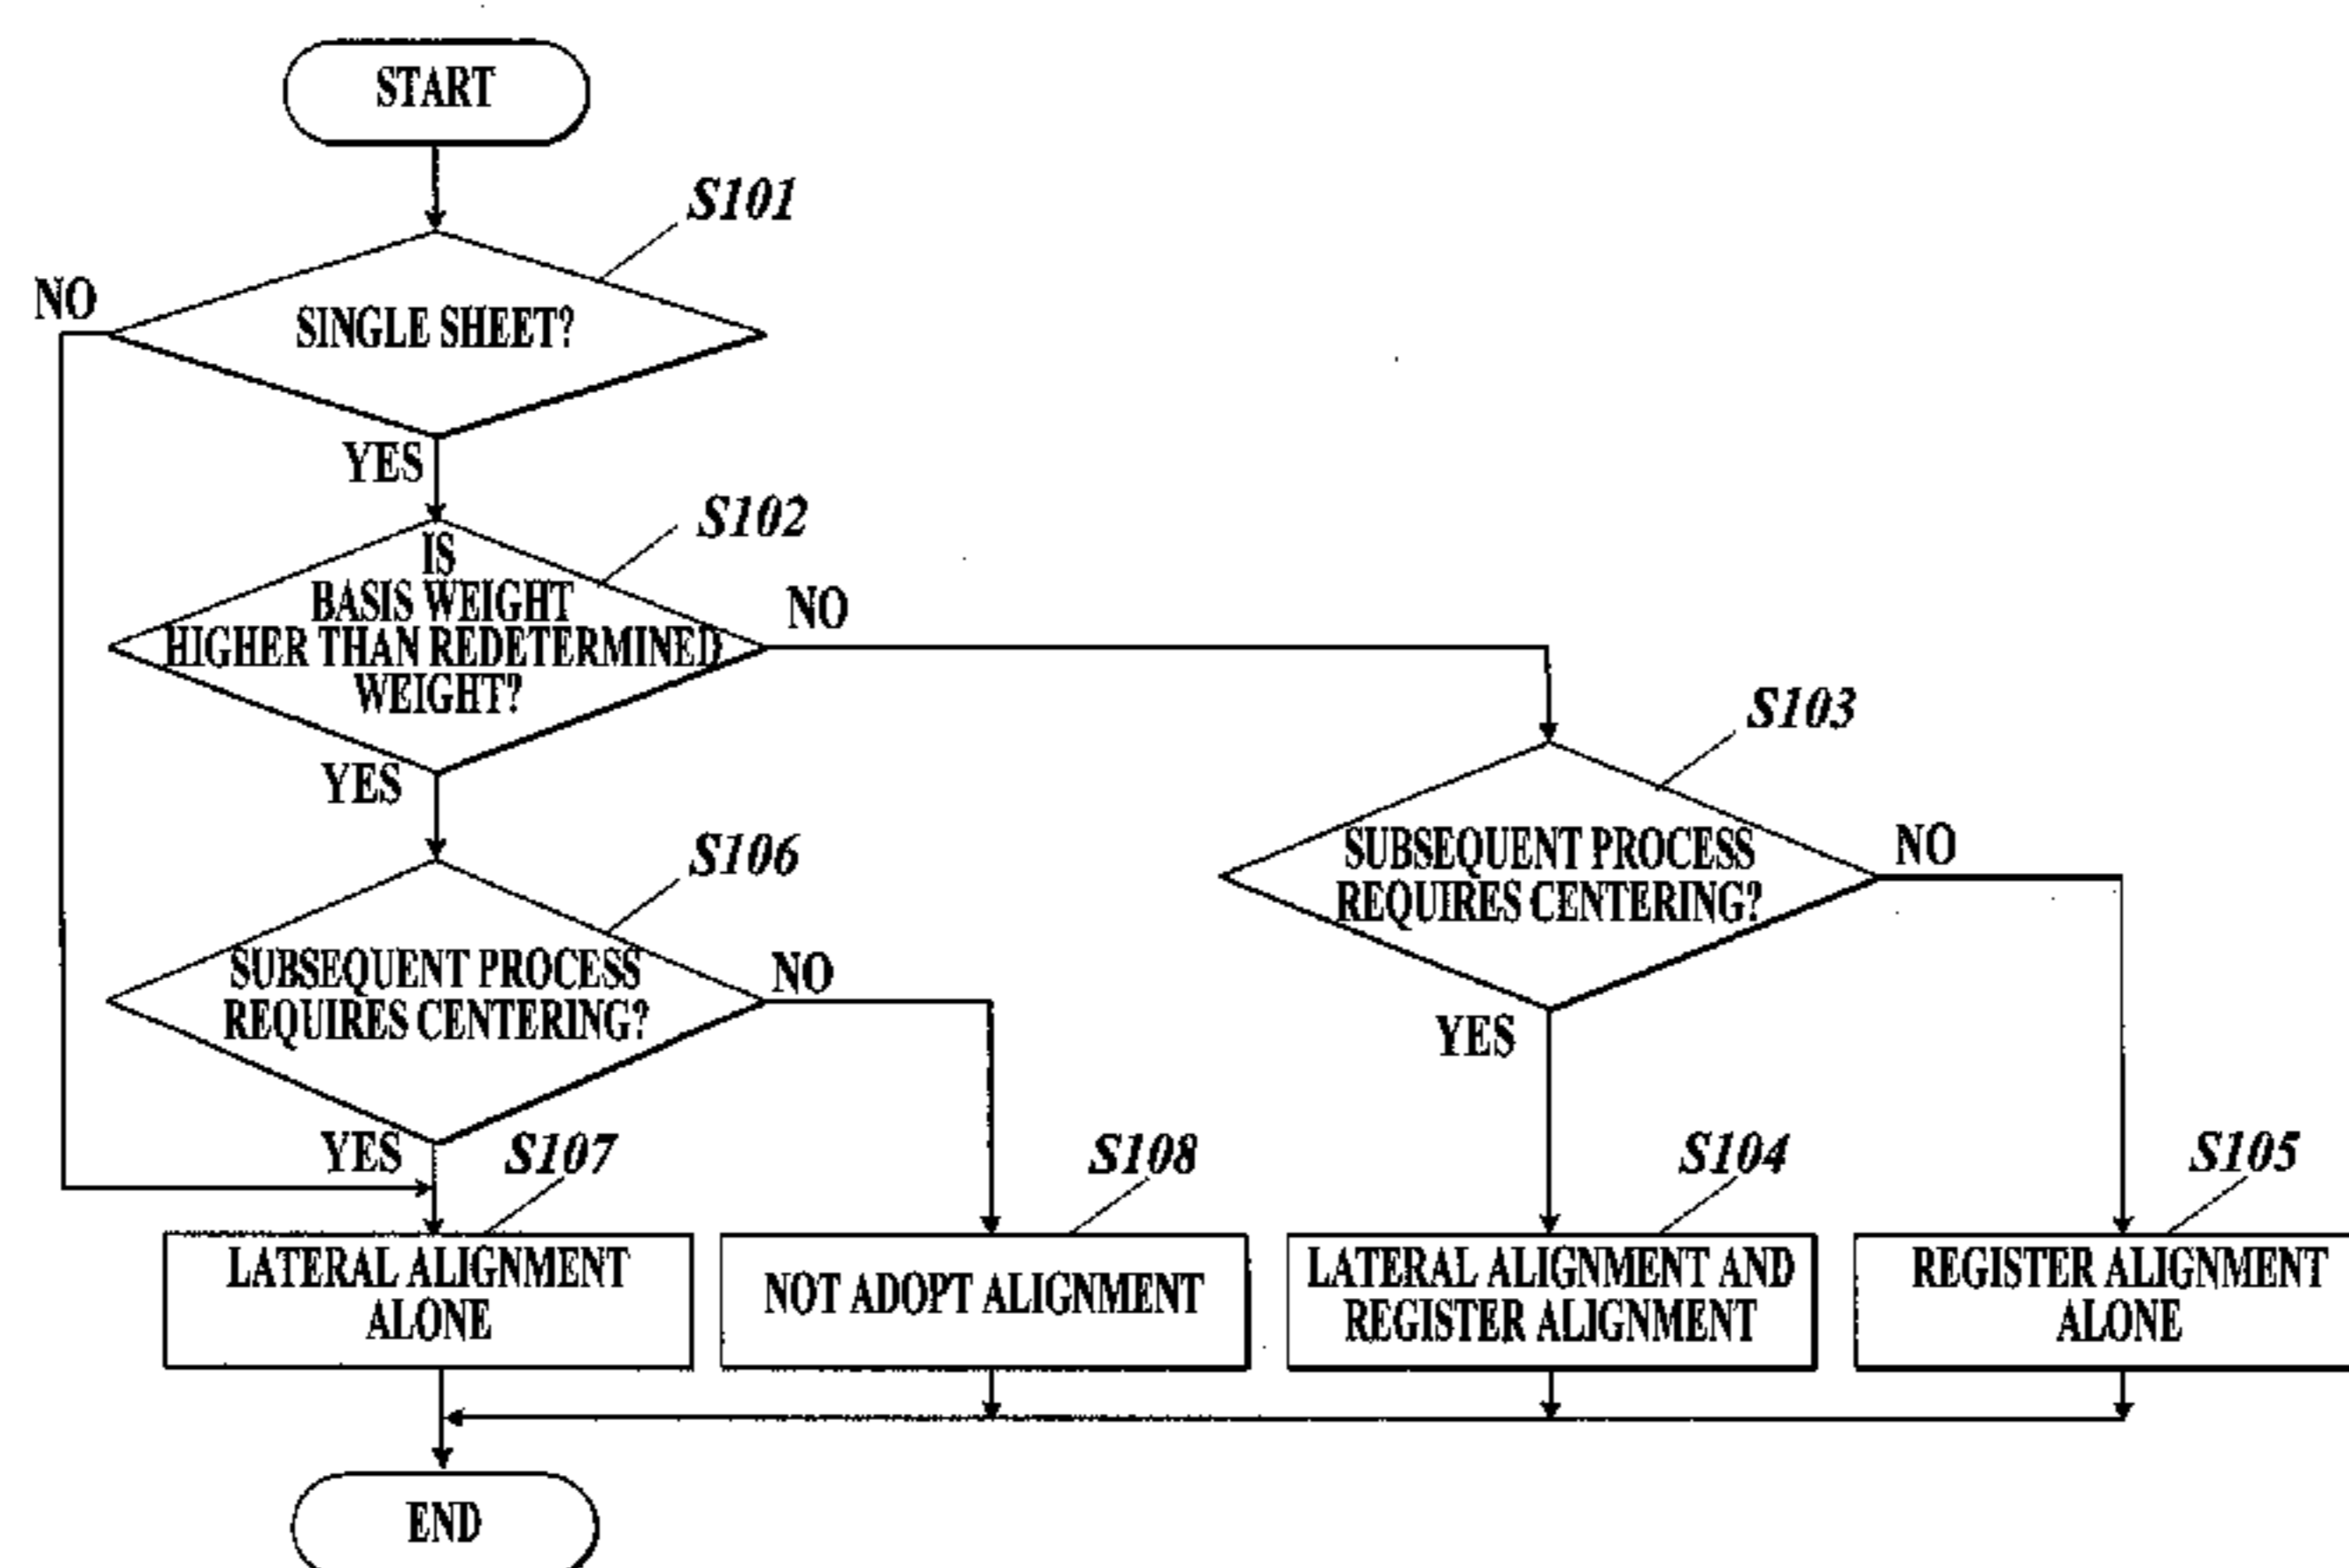 START
S101
NO
SINGLE SHEET?
YES
S102
IS
BASIS WEIGHT
HIGHER THAN REDETERMINED
WEIGHT?
NO
YES
S103
SUBSEQUENT PROCESS
REQUIRES CENTERING?
NO
YES
S106
SUBSEQUENT PROCESS
REQUIRES CENTERING?
NO
YES
S107
LATERAL ALIGNMENT
ALONE
S108
NOT ADOPT ALIGNMENT
S104
LATERAL ALIGNMENT AND
REGISTER ALIGNMENT
S105
REGISTER ALIGNMENT
ALONE
END